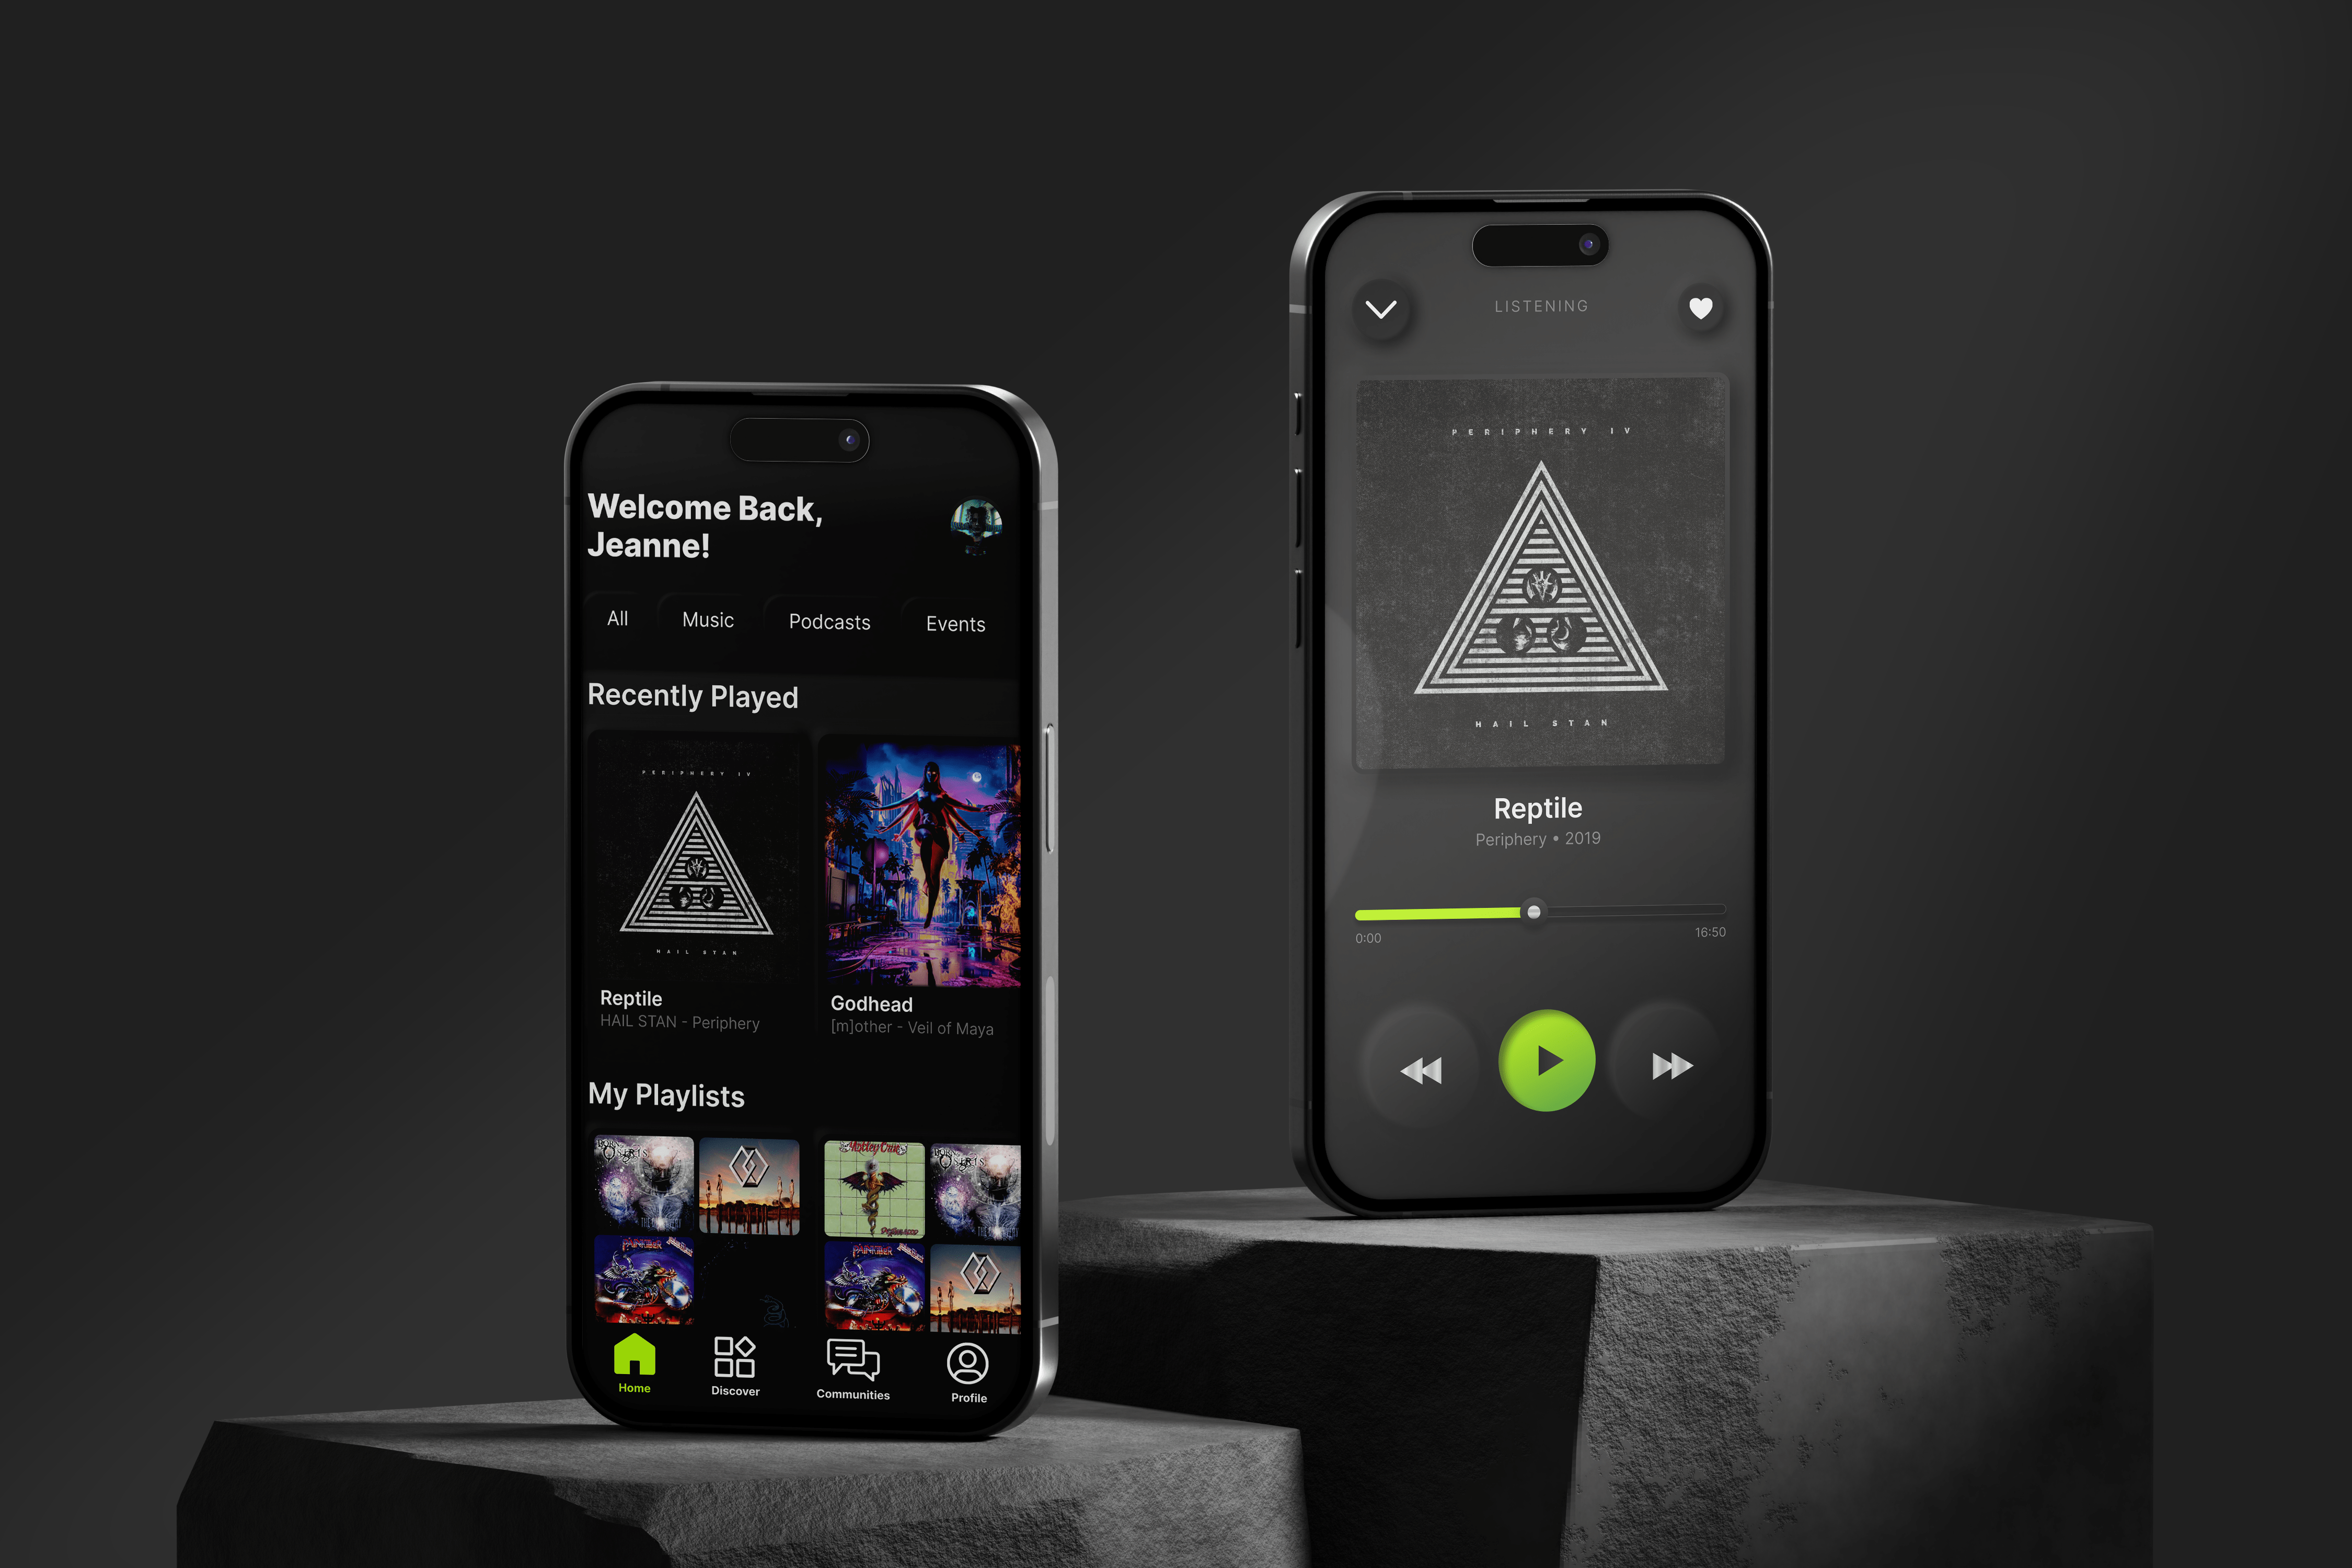 Welcome Back,
Jeanne!
All
Music
Podcasts
Events
Recently Played
PERIPHERY IV
HAIL STAN
Reptile
HAIL STAN - Periphery
Godhead
[m]other - Veil of Maya
My Playlists
PAINKILLER
Home
Discover
Communities
Profile
LISTENING
PERIPHERY IV
HAIL STAN
Reptile
Periphery • 2019
0:00
16:50